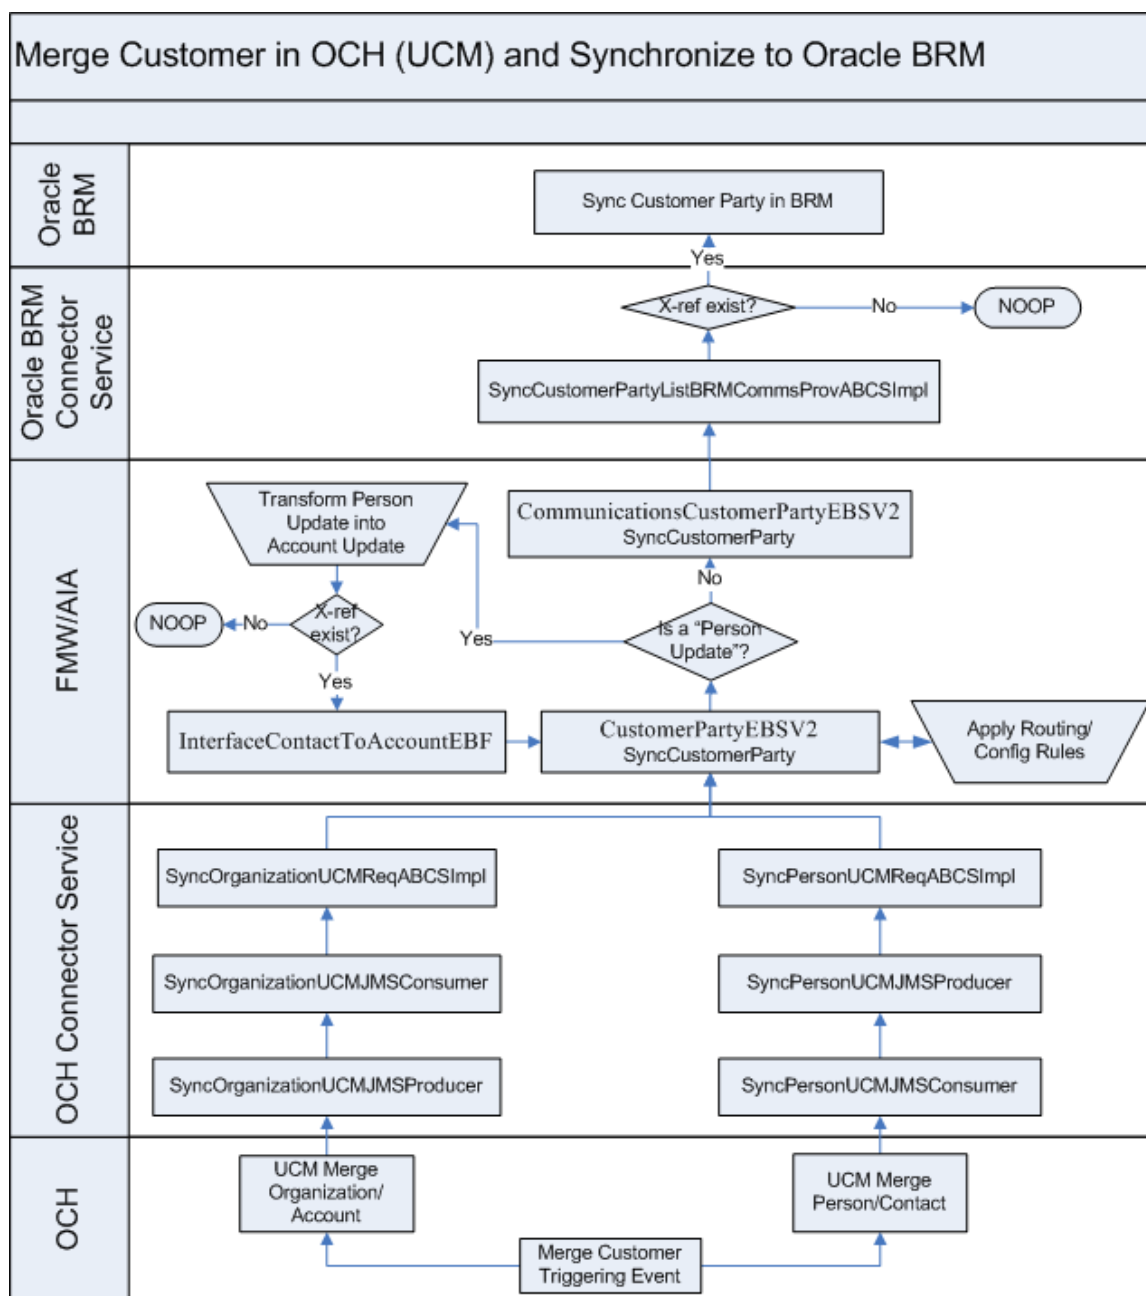 Merge Customer in OCH (UCM) and Synchronize to Oracle BRM
Oracle
BRM
Sync Customer Party in BRM
Yes
Oracle BRM
Connector
Service
X-ref exist?
No
NOOP
SyncCustomerPartyListBRMCommsProvABCSImpl
FMW/AIA
Transform Person
Update into
Account Update
CommunicationsCustomerPartyEBSV2
SyncCustomerParty
No
NOOP
No
X-ref
exist?
Yes
Is a “Person
Update”?
Yes
InterfaceContactToAccountEBF
CustomerPartyEBSV2
SyncCustomerParty
Apply Routing/
Config Rules
OCH Connector Service
SyncOrganizationUCMReqABCSImpl
SyncPersonUCMReqABCSImpl
SyncOrganizationUCMJMSConsumer
SyncPersonUCMJMSProducer
SyncOrganizationUCMJMSProducer
SyncPersonUCMJMSConsumer
OCH
UCM Merge
Organization/
Account
UCM Merge
Person/Contact
Merge Customer
Triggering Event